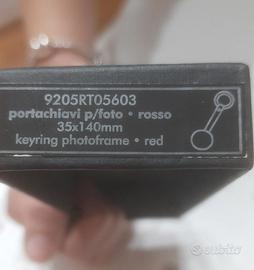 9205RT05603
portachiavi p/foto • rosso
35x140mm
keyring photoframe • red
subito